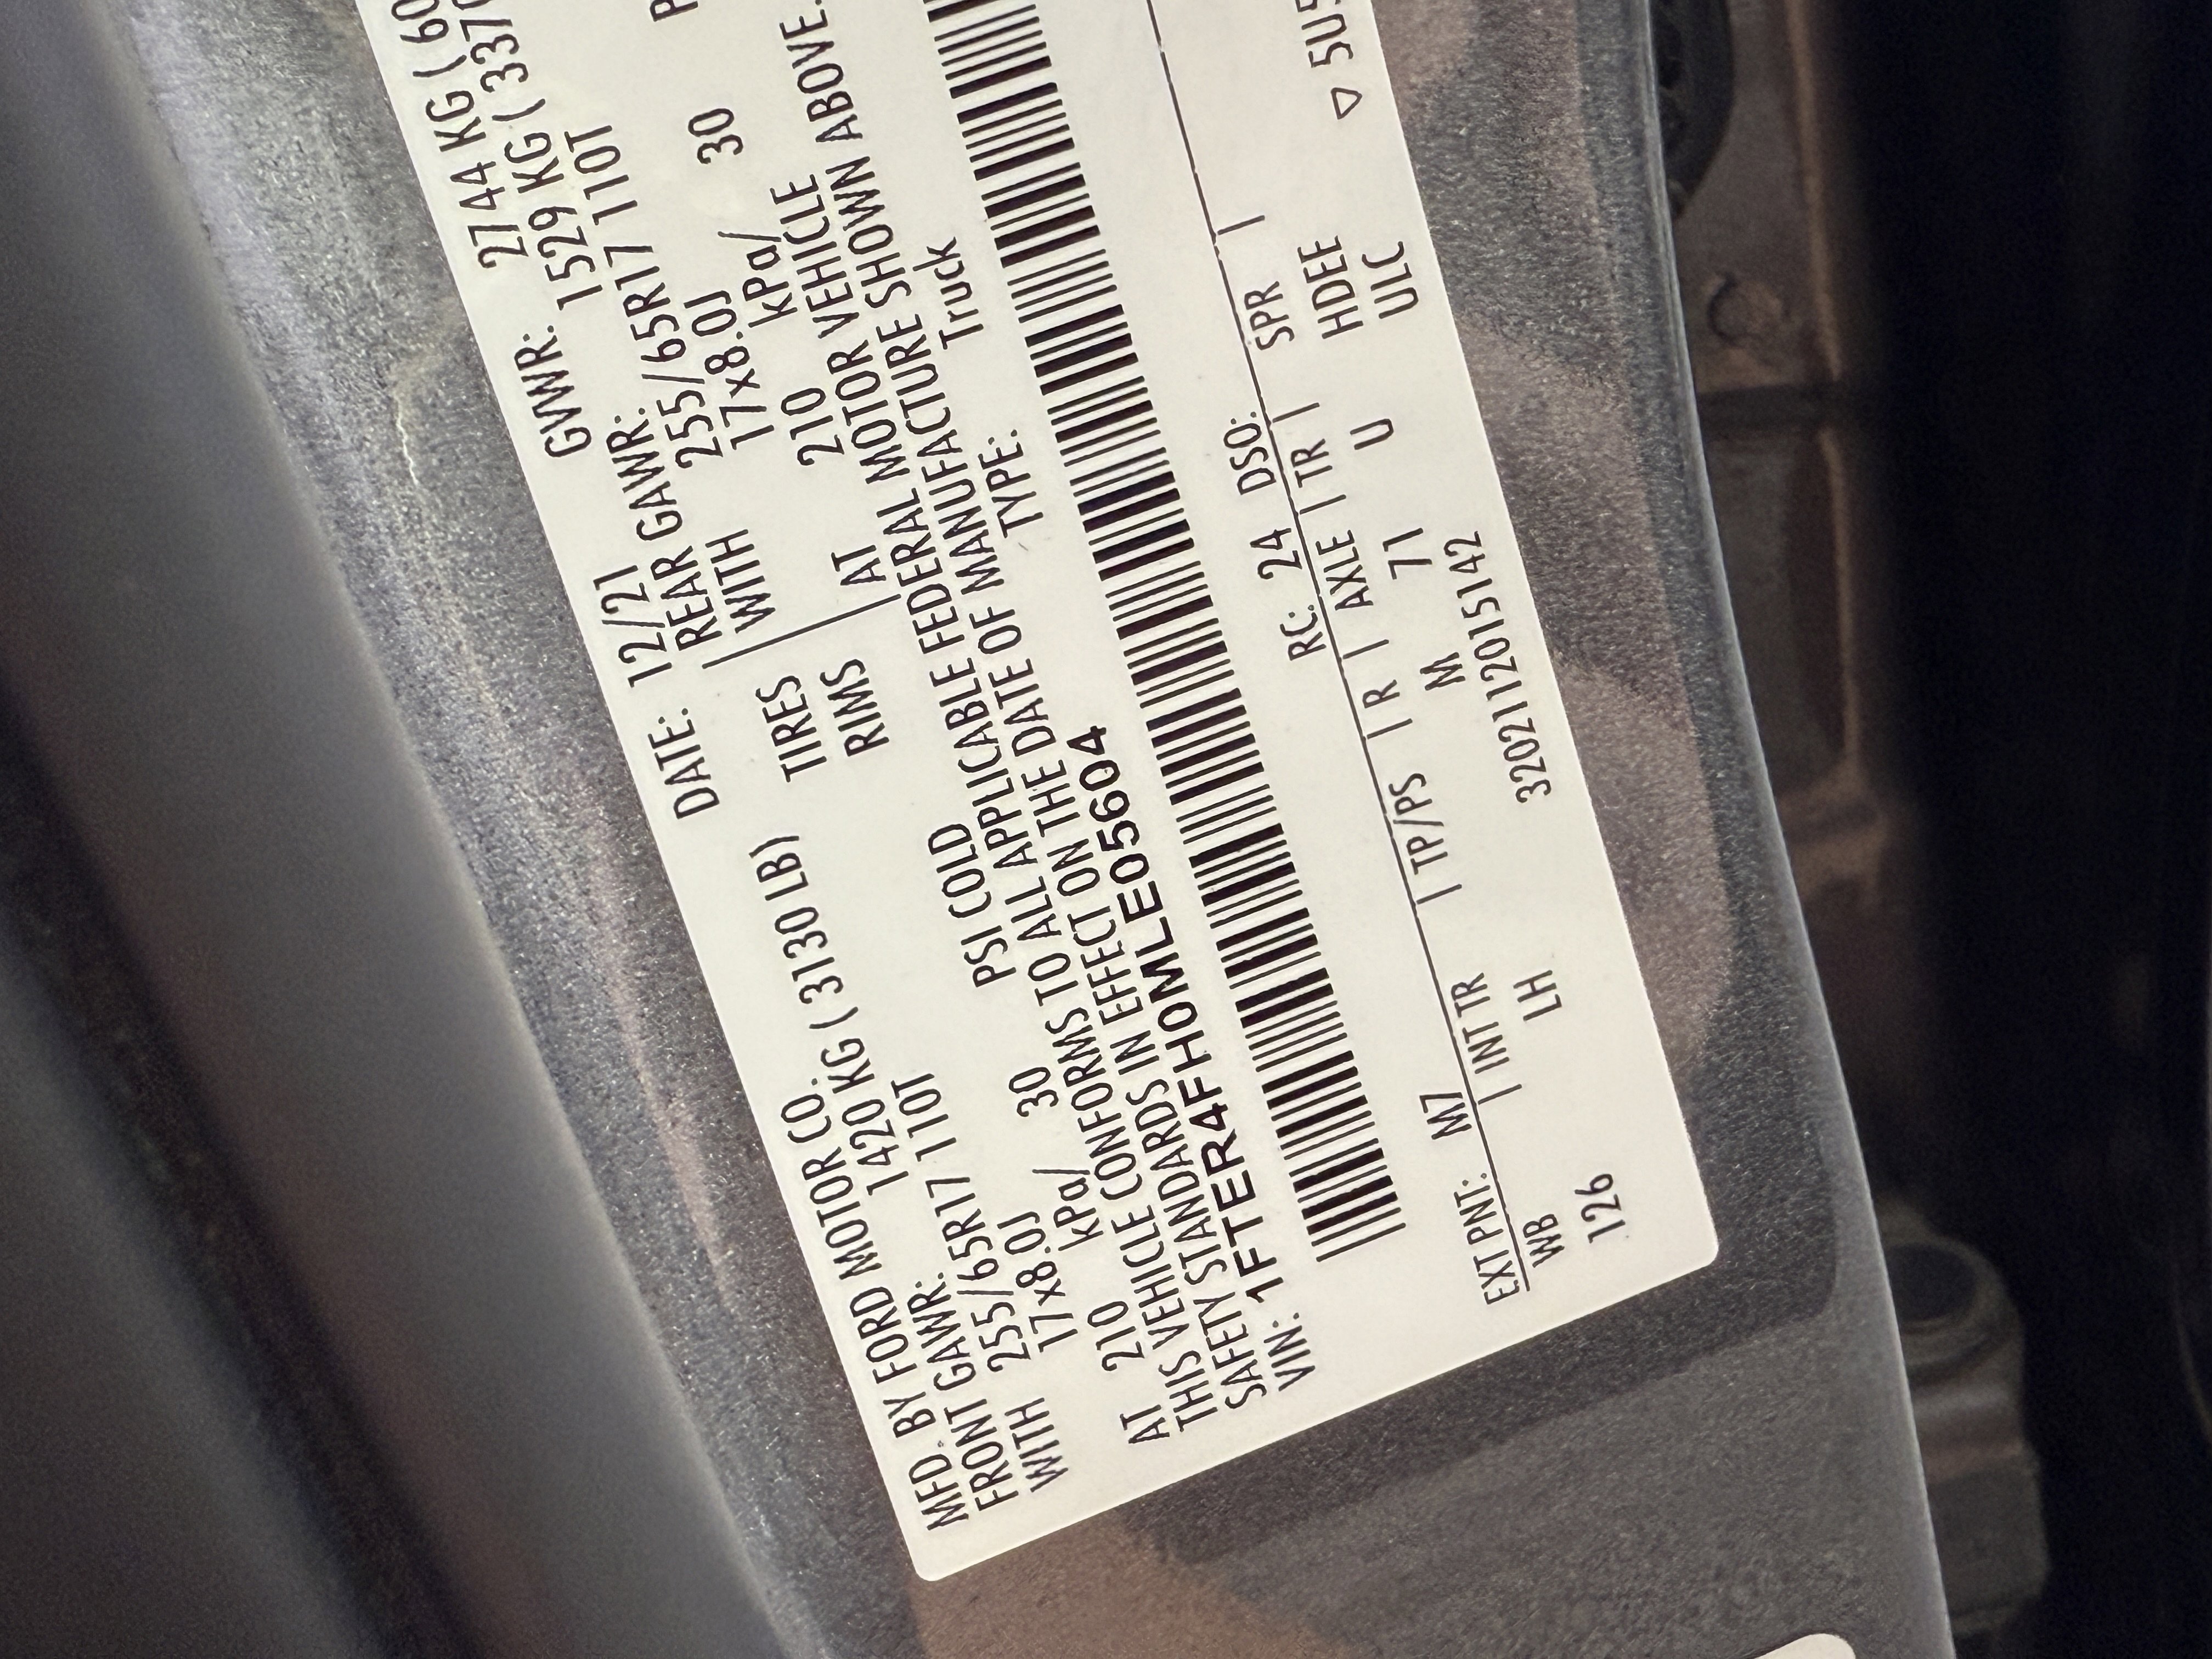 MFD. BY FORD MOTOR CO. DATE: 12/21 GVWR: 2744 KG (
FRONT GAWR: 1420 KG (3130 LB) REAR GAWR: 1529 KG (
WITH 255/65R17 110T TIRES WITH 255/65R17 110T
17x8.0J RIMS 17x8.0J
AT 210 kPa/ 30 PSI COLD AT 210 kPa/ 30
THIS VEHICLE CONFORMS TO ALL APPLICABLE FEDERAL MOTOR VEHICLE
SAFETY STANDARDS IN EFFECT ON THE DATE OF MANUFACTURE SHOWN ABOVE.
VIN: 1FTER4FH0MLE05604 TYPE: Truck
EXT PNT: M7 RC: 24 DSO:
WB | INT TR | TP/PS | R | AXLE | TR | SPR |
126 LH M 71 U HDEE
3202112015142 ULC